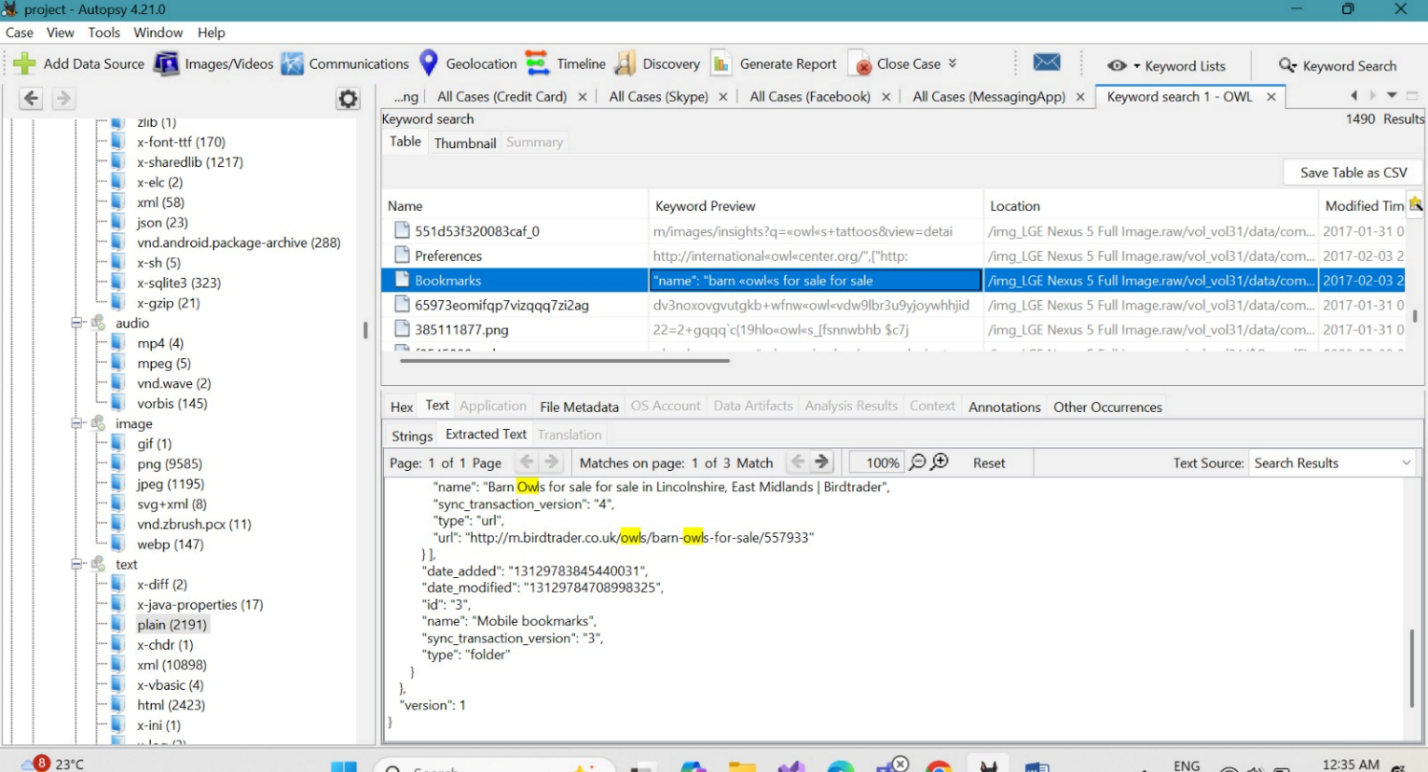 project - Autopsy 4.21.0
Case View Tools Window Help
Add Data Source Images/Videos Communications Geolocation Timeline Discovery Generate Report Close Case Keyword Lists Keyword Search
...ng All Cases (Credit Card) × All Cases (Skype) × All Cases (Facebook) × All Cases (MessagingApp) × Keyword search 1 - OWL ×
zlib (1)
x-font-ttf (170)
x-sharedlib (1217)
x-elc (2)
xml (58)
json (23)
vnd.android.package-archive (288)
x-sh (5)
x-sqlite3 (323)
x-gzip (21)
audio
mp4 (4)
mpeg (5)
vnd.wave (2)
vorbis (145)
image
gif (1)
png (9585)
jpeg (1195)
svg+xml (8)
vnd.zbrush.pcx (11)
webp (147)
text
x-diff (2)
x-java-properties (17)
plain (2191)
x-chdr (1)
xml (10898)
x-vbasic (4)
html (2423)
x-ini (1)
Keyword search 1490 Results
Table Thumbnail Summary
Save Table as CSV
Name Keyword Preview Location Modified Tim
551d53f320083caf_0 m/images/insights?q=«owl«s+tattoos&view=detai /img_LGE Nexus 5 Full Image.raw/vol_vol31/data/com... 2017-01-31 0
Preferences http://international«owl«center.org/",["http: /img_LGE Nexus 5 Full Image.raw/vol_vol31/data/com... 2017-02-03 2
Bookmarks "name": "barn «owl«s for sale for sale /img_LGE Nexus 5 Full Image.raw/vol_vol31/data/com... 2017-02-03 2
65973eomifqp7vizqqq7zi2ag dv3noxovgvutgkb+wfnw«owl«vdw9lbr3u9yjoywhhjid /img_LGE Nexus 5 Full Image.raw/vol_vol31/data/com... 2017-01-31 0
385111877.png 22=2+gqqq`c(19hlo«owl«s_[fsnnwbhb $c7j /img_LGE Nexus 5 Full Image.raw/vol_vol31/data/com... 2017-01-31 0
Hex Text Application File Metadata OS Account Data Artifacts Analysis Results Context Annotations Other Occurrences
Strings Extracted Text Translation
Page: 1 of 1 Page Matches on page: 1 of 3 Match 100% Reset Text Source: Search Results
"name": "Barn Owls for sale for sale in Lincolnshire, East Midlands | Birdtrader",
"sync_transaction_version": "4",
"type": "url",
"url": "http://m.birdtrader.co.uk/owls/barn-owls-for-sale/557933"
} ],
"date_added": "13129783845440031",
"date_modified": "13129784708998325",
"id": "3",
"name": "Mobile bookmarks",
"sync_transaction_version": "3",
"type": "folder"
}
},
"version": 1
}
8 23°C
ENG
12:35 AM